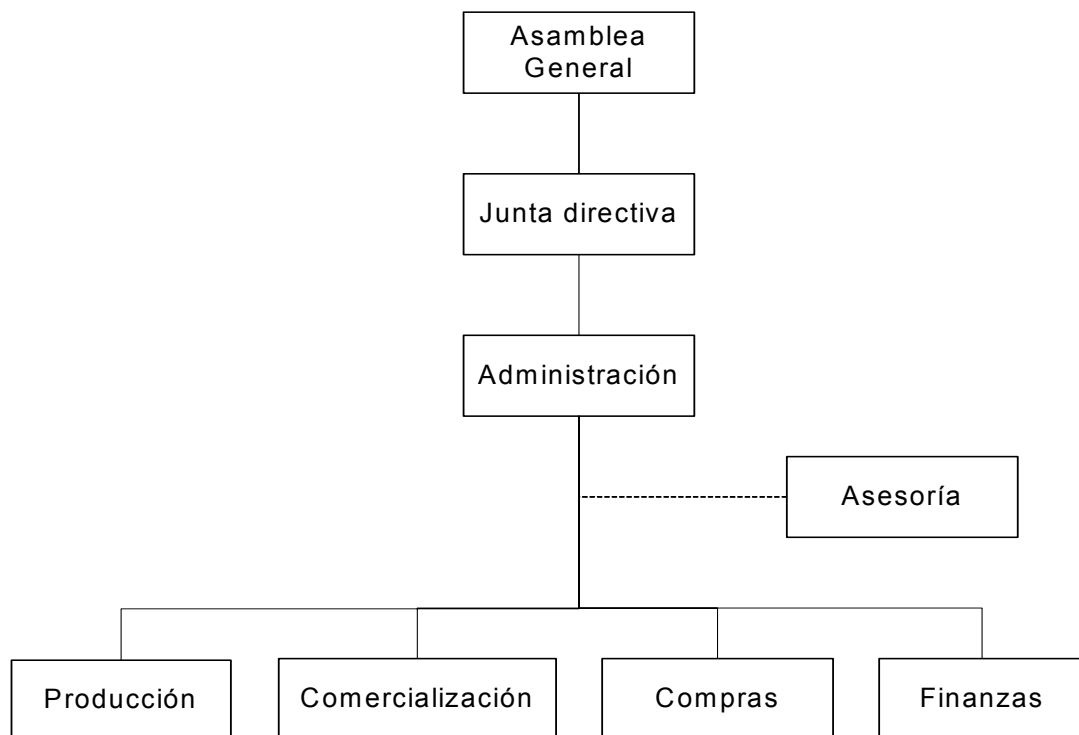 Asamblea
General
Junta directiva
Administración
Asesoría
Producción
Comercialización
Compras
Finanzas